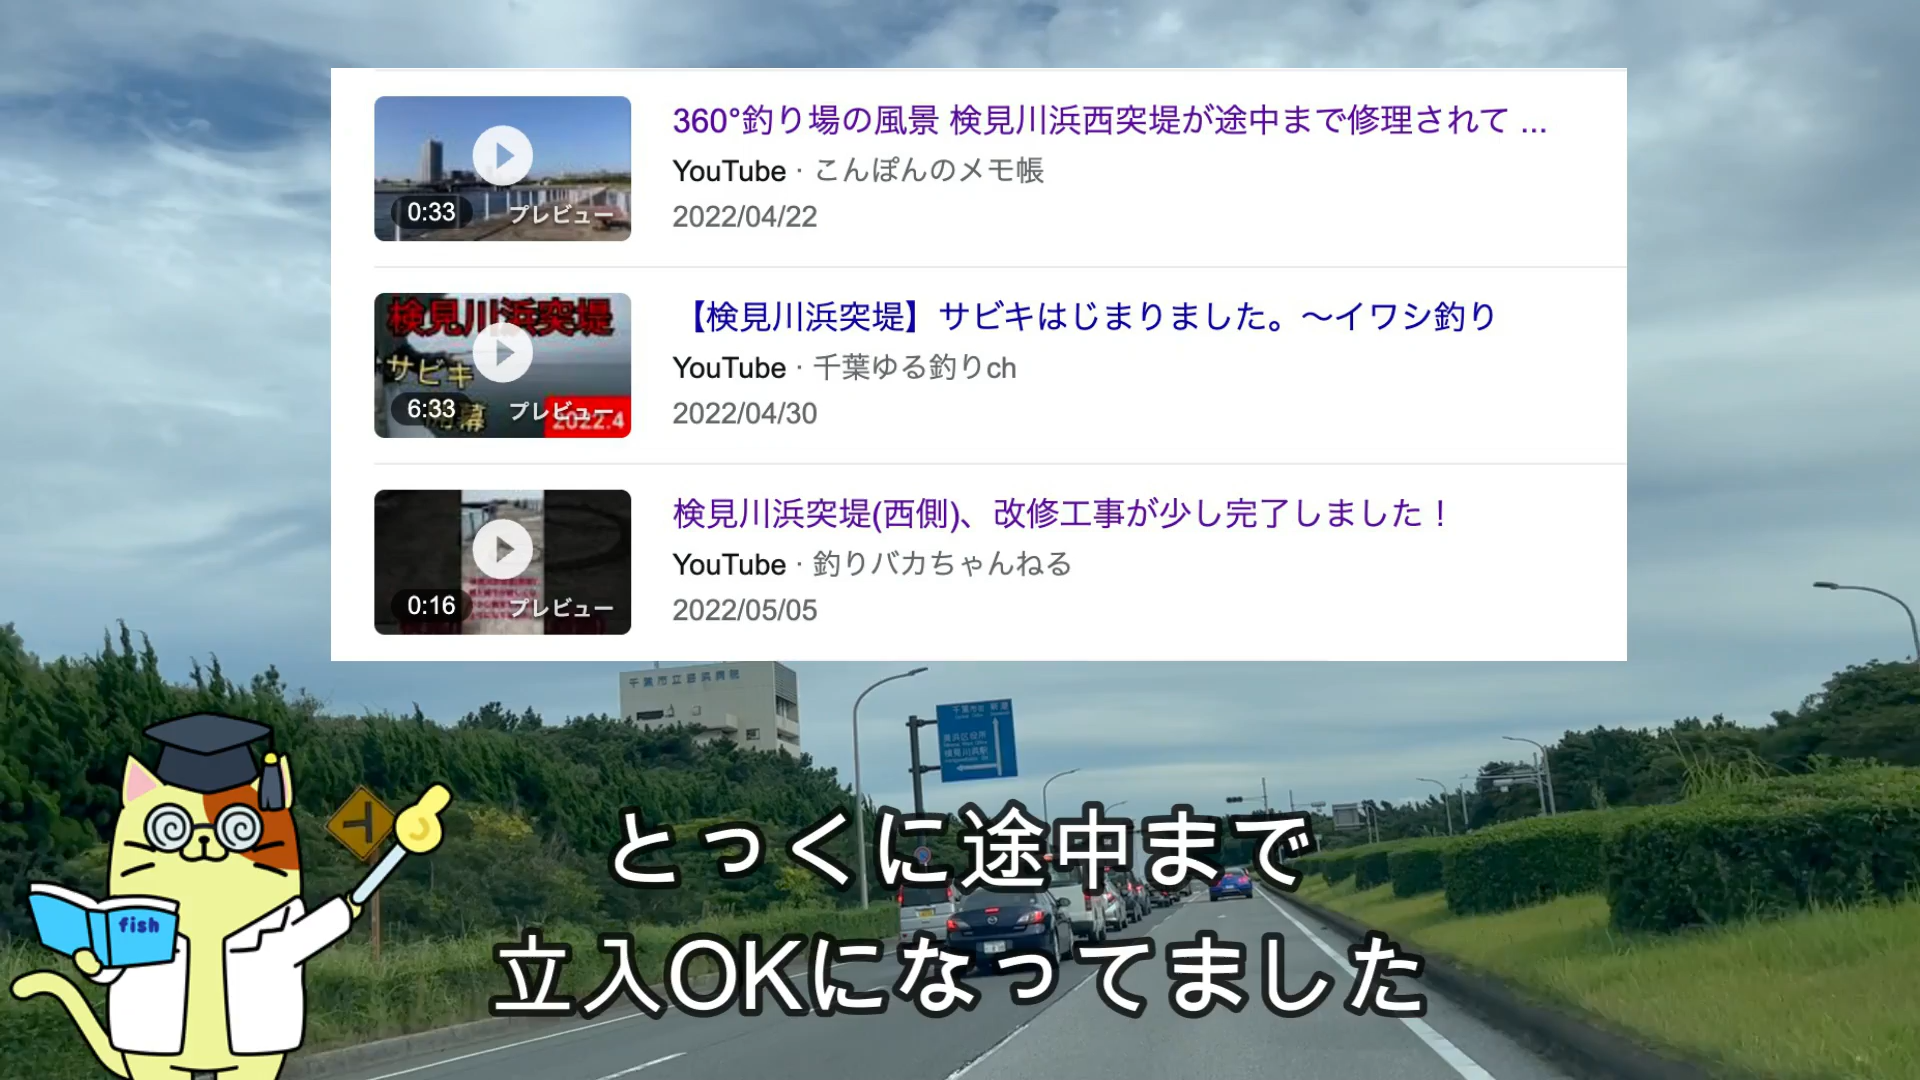 360°釣り場の風景 検見川浜西突堤が途中まで修理されて ...
YouTube · こんぽんのメモ帳
0:33
プレビュー
2022/04/22
検見川浜突堤
サビキ
【検見川浜突堤】サビキはじまりました。〜イワシ釣り
YouTube · 千葉ゆる釣りch
6:33
プレビュー
2022.4
2022/04/30
検見川浜突堤(西側)、改修工事が少し完了しました！
YouTube · 釣りバカちゃんねる
0:16
プレビュー
2022/05/05
fish
とっくに途中まで
立入OKになってました